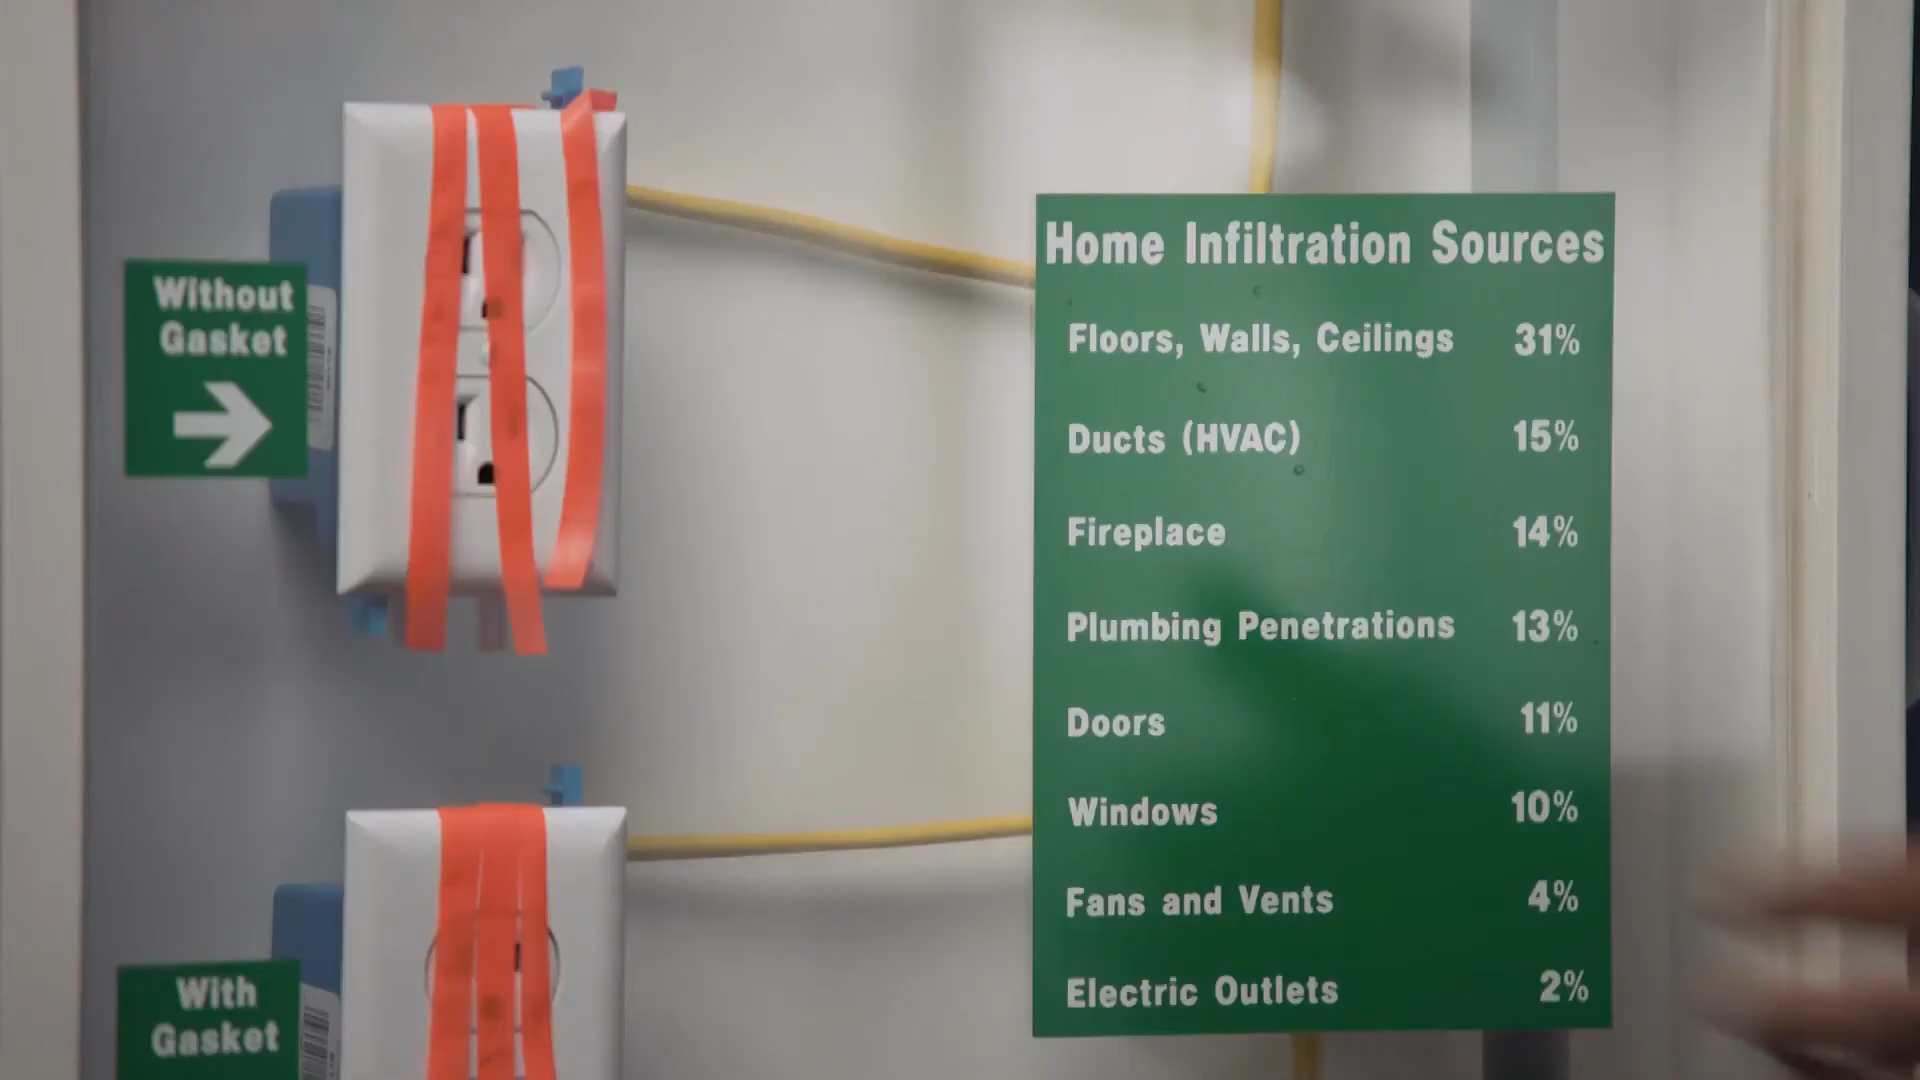 Without
Gasket
With
Gasket
Home Infiltration Sources
Floors, Walls, Ceilings 31%
Ducts (HVAC) 15%
Fireplace 14%
Plumbing Penetrations 13%
Doors 11%
Windows 10%
Fans and Vents 4%
Electric Outlets 2%